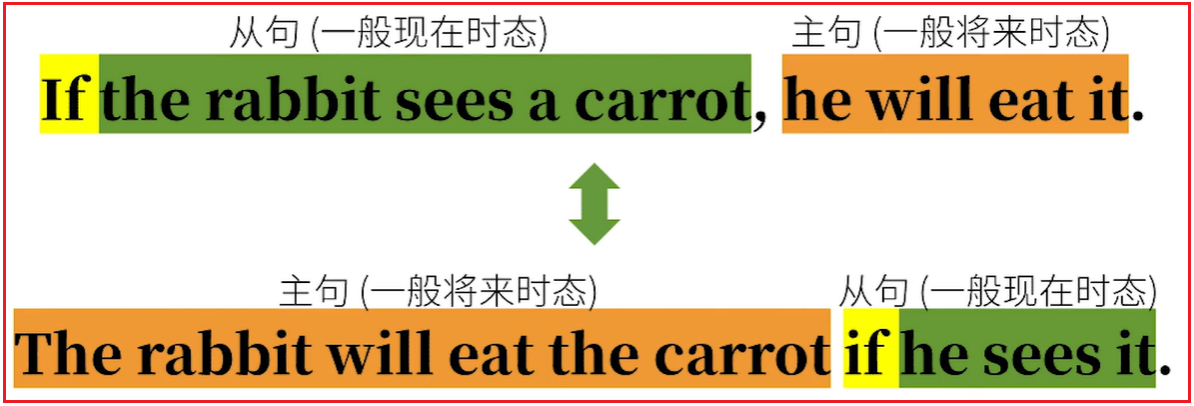 从句 (一般现在时态) 主句 (一般将来时态)
If the rabbit sees a carrot, he will eat it.
主句 (一般将来时态) 从句 (一般现在时态)
The rabbit will eat the carrot if he sees it.